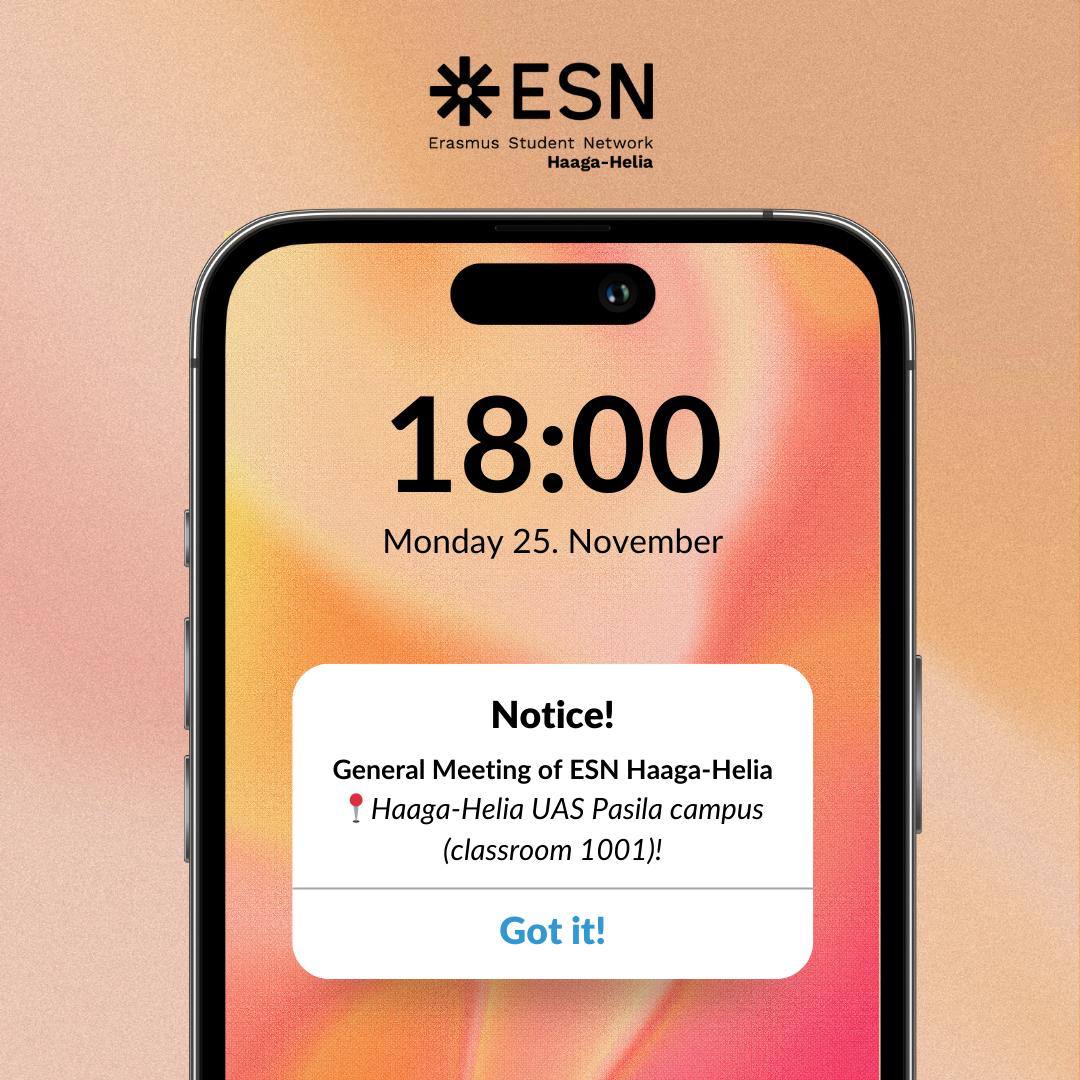 ESN
Erasmus Student Network
Haaga-Helia
18:00
Monday 25. November
Notice!
General Meeting of ESN Haaga-Helia
📍Haaga-Helia UAS Pasila campus
(classroom 1001)!
Got it!